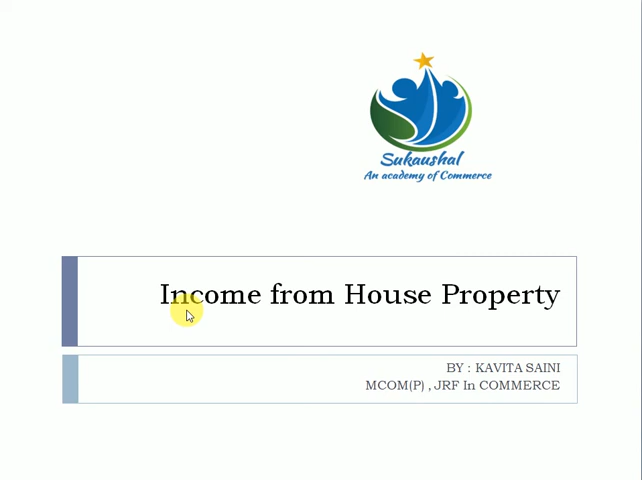 Sukaushal
An academy of Commerce
Income from House Property
BY : KAVITA SAINI
MCOM(P) , JRF In COMMERCE